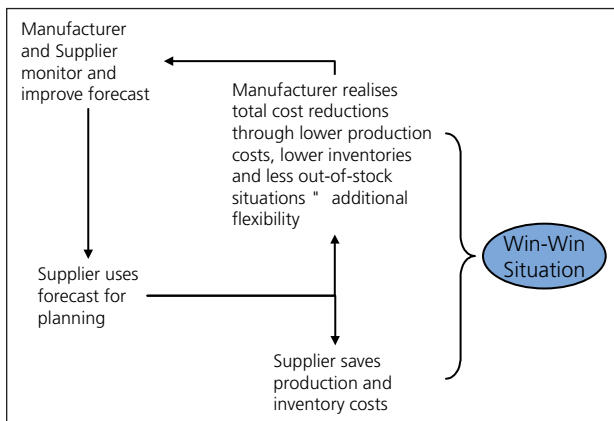 Manufacturer
and Supplier
monitor and
improve forecast
Manufacturer realises
total cost reductions
through lower production
costs, lower inventories
and less out-of-stock
situations " additional
flexibility
Win-Win
Situation
Supplier uses
forecast for
planning
Supplier saves
production and
inventory costs